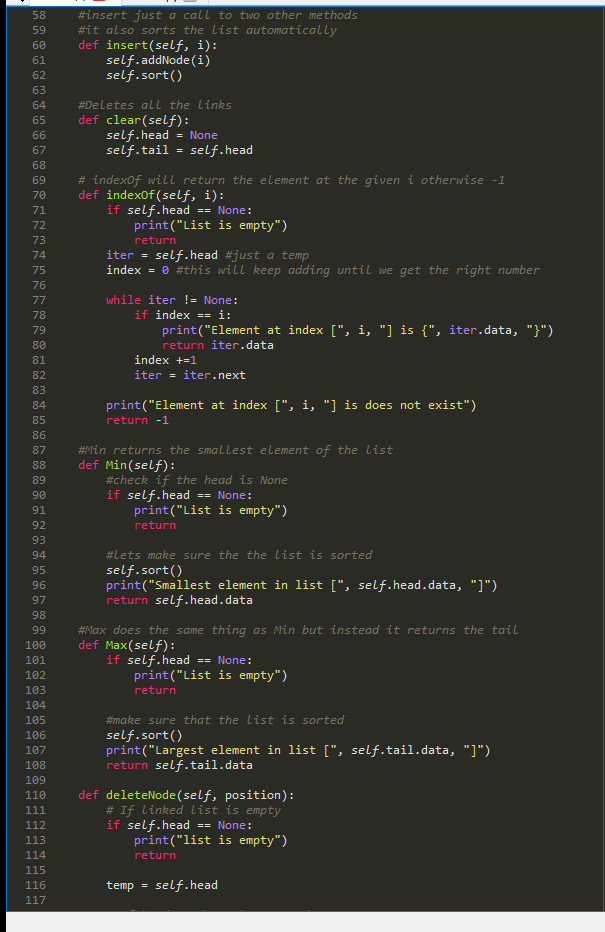 58 #insert just a call to two other methods
59 #it also sorts the list automatically
60 def insert(self, i):
61 self.addNode(i)
62 self.sort()
63
64 #Deletes all the links
65 def clear(self):
66 self.head = None
67 self.tail = self.head
68
69 # indexOf will return the element at the given i otherwise -1
70 def indexOf(self, i):
71 if self.head == None:
72 print("List is empty")
73 return
74 iter = self.head #just a temp
75 index = 0 #this will keep adding until we get the right number
76
77 while iter != None:
78 if index == i:
79 print("Element at index [", i, "] is {", iter.data, "}")
80 return iter.data
81 index +=1
82 iter = iter.next
83
84 print("Element at index [", i, "] is does not exist")
85 return -1
86
87 #Min returns the smallest element of the list
88 def Min(self):
89 #check if the head is None
90 if self.head == None:
91 print("List is empty")
92 return
93
94 #lets make sure the the list is sorted
95 self.sort()
96 print("Smallest element in list [", self.head.data, "]")
97 return self.head.data
98
99 #Max does the same thing as Min but instead it returns the tail
100 def Max(self):
101 if self.head == None:
102 print("List is empty")
103 return
104
105 #make sure that the list is sorted
106 self.sort()
107 print("Largest element in list [", self.tail.data, "]")
108 return self.tail.data
109
110 def deleteNode(self, position):
111 # If linked list is empty
112 if self.head == None:
113 print("list is empty")
114 return
115
116 temp = self.head
117